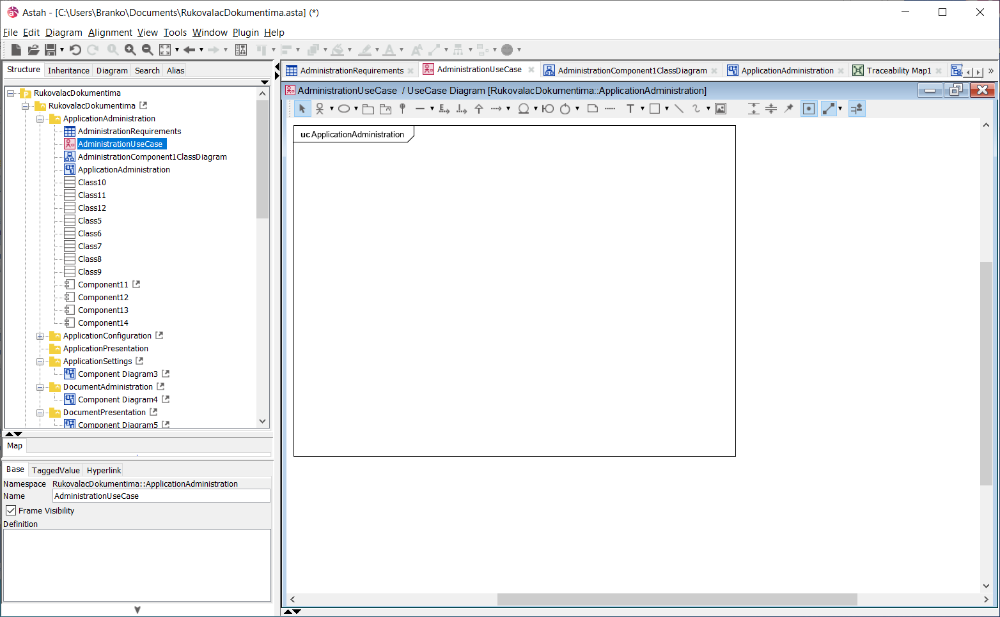 Astah - [C:\Users\Branko\Documents\RukovalacDokumentima.asta] (*)
File Edit Diagram Alignment View Tools Window Plugin Help
Structure Inheritance Diagram Search Alias
RukovalacDokumentima
RukovalacDokumentima
ApplicationAdministration
AdministrationRequirements
AdministrationUseCase
AdministrationComponent1ClassDiagram
ApplicationAdministration
Class10
Class11
Class12
Class5
Class6
Class7
Class8
Class9
Component11
Component12
Component13
Component14
ApplicationConfiguration
ApplicationPresentation
ApplicationSettings
Component Diagram3
DocumentAdministration
Component Diagram4
DocumentPresentation
Component Diagram5
Map
Base TaggedValue Hyperlink
Namespace RukovalacDokumentima::ApplicationAdministration
Name AdministrationUseCase
Frame Visibility
Definition
AdministrationRequirements AdministrationUseCase AdministrationComponent1ClassDiagram ApplicationAdministration Traceability Map1
AdministrationUseCase / UseCase Diagram [RukovalacDokumentima::ApplicationAdministration]
uc ApplicationAdministration